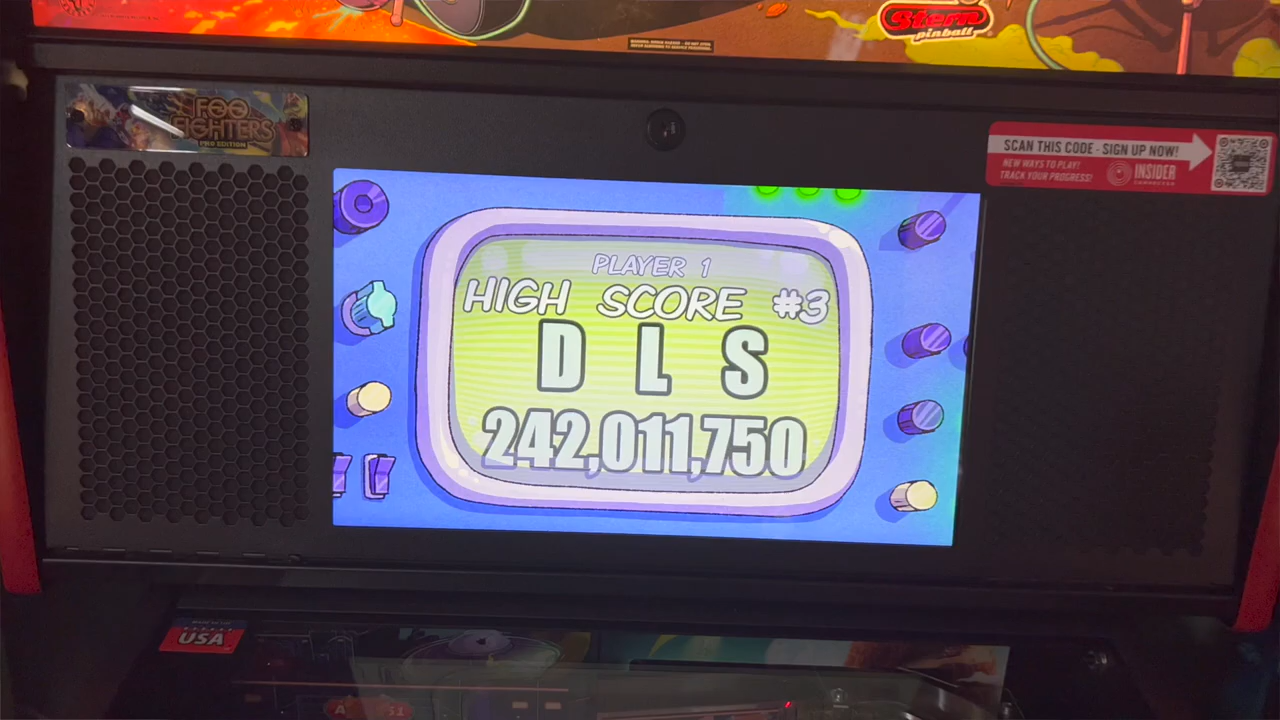 Stern
pinball
FOO
FIGHTERS
PRO EDITION
SCAN THIS CODE - SIGN UP NOW!
NEW WAYS TO PLAY!
TRACK YOUR PROGRESS!
INSIDER
CONNECTED
PLAYER 1
HIGH SCORE #3
D L S
242,011,750
USA